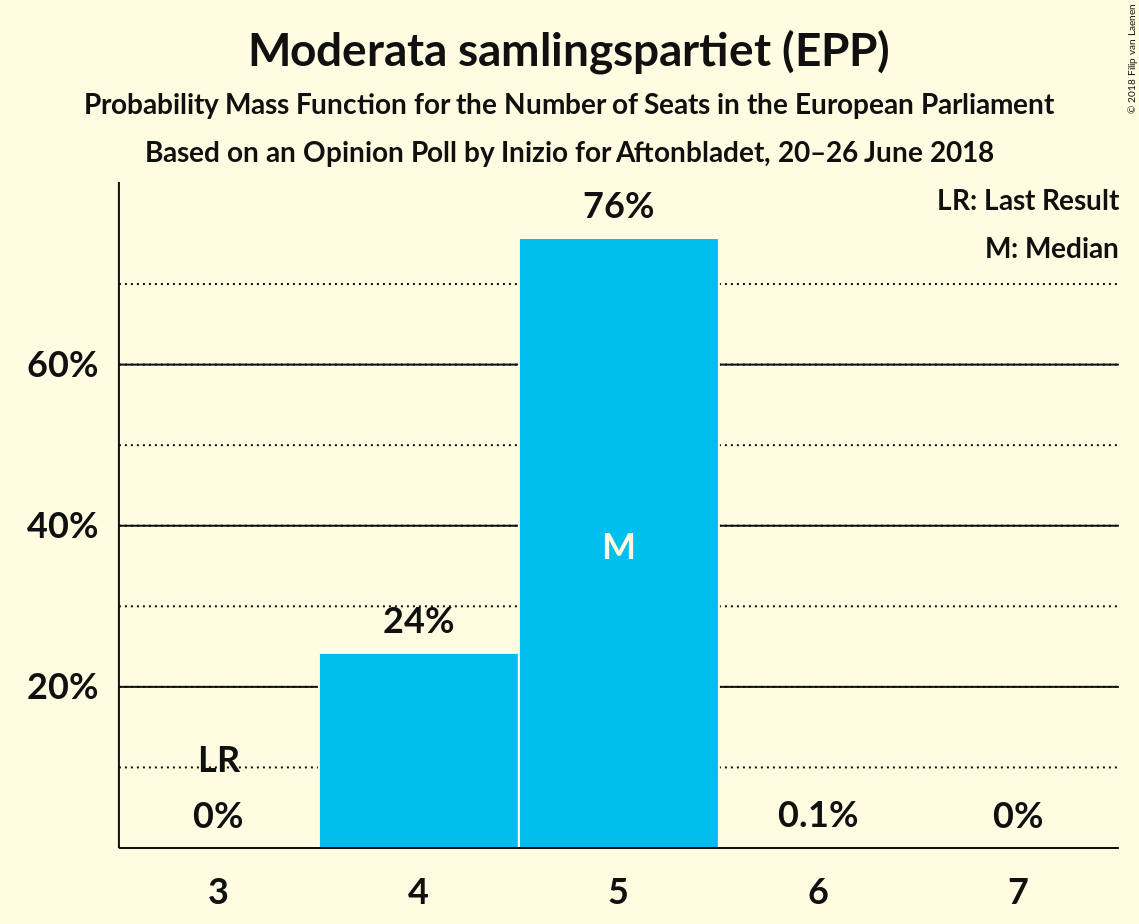 Moderata samlingspartiet (EPP)
Probability Mass Function for the Number of Seats in the European Parliament
Based on an Opinion Poll by Inizio for Aftonbladet, 20–26 June 2018
© 2018 Filip van Laenen
LR: Last Result
M: Median
76%
60%
40%
M
24%
20%
LR
0%
0.1%
0%
3 4 5 6 7